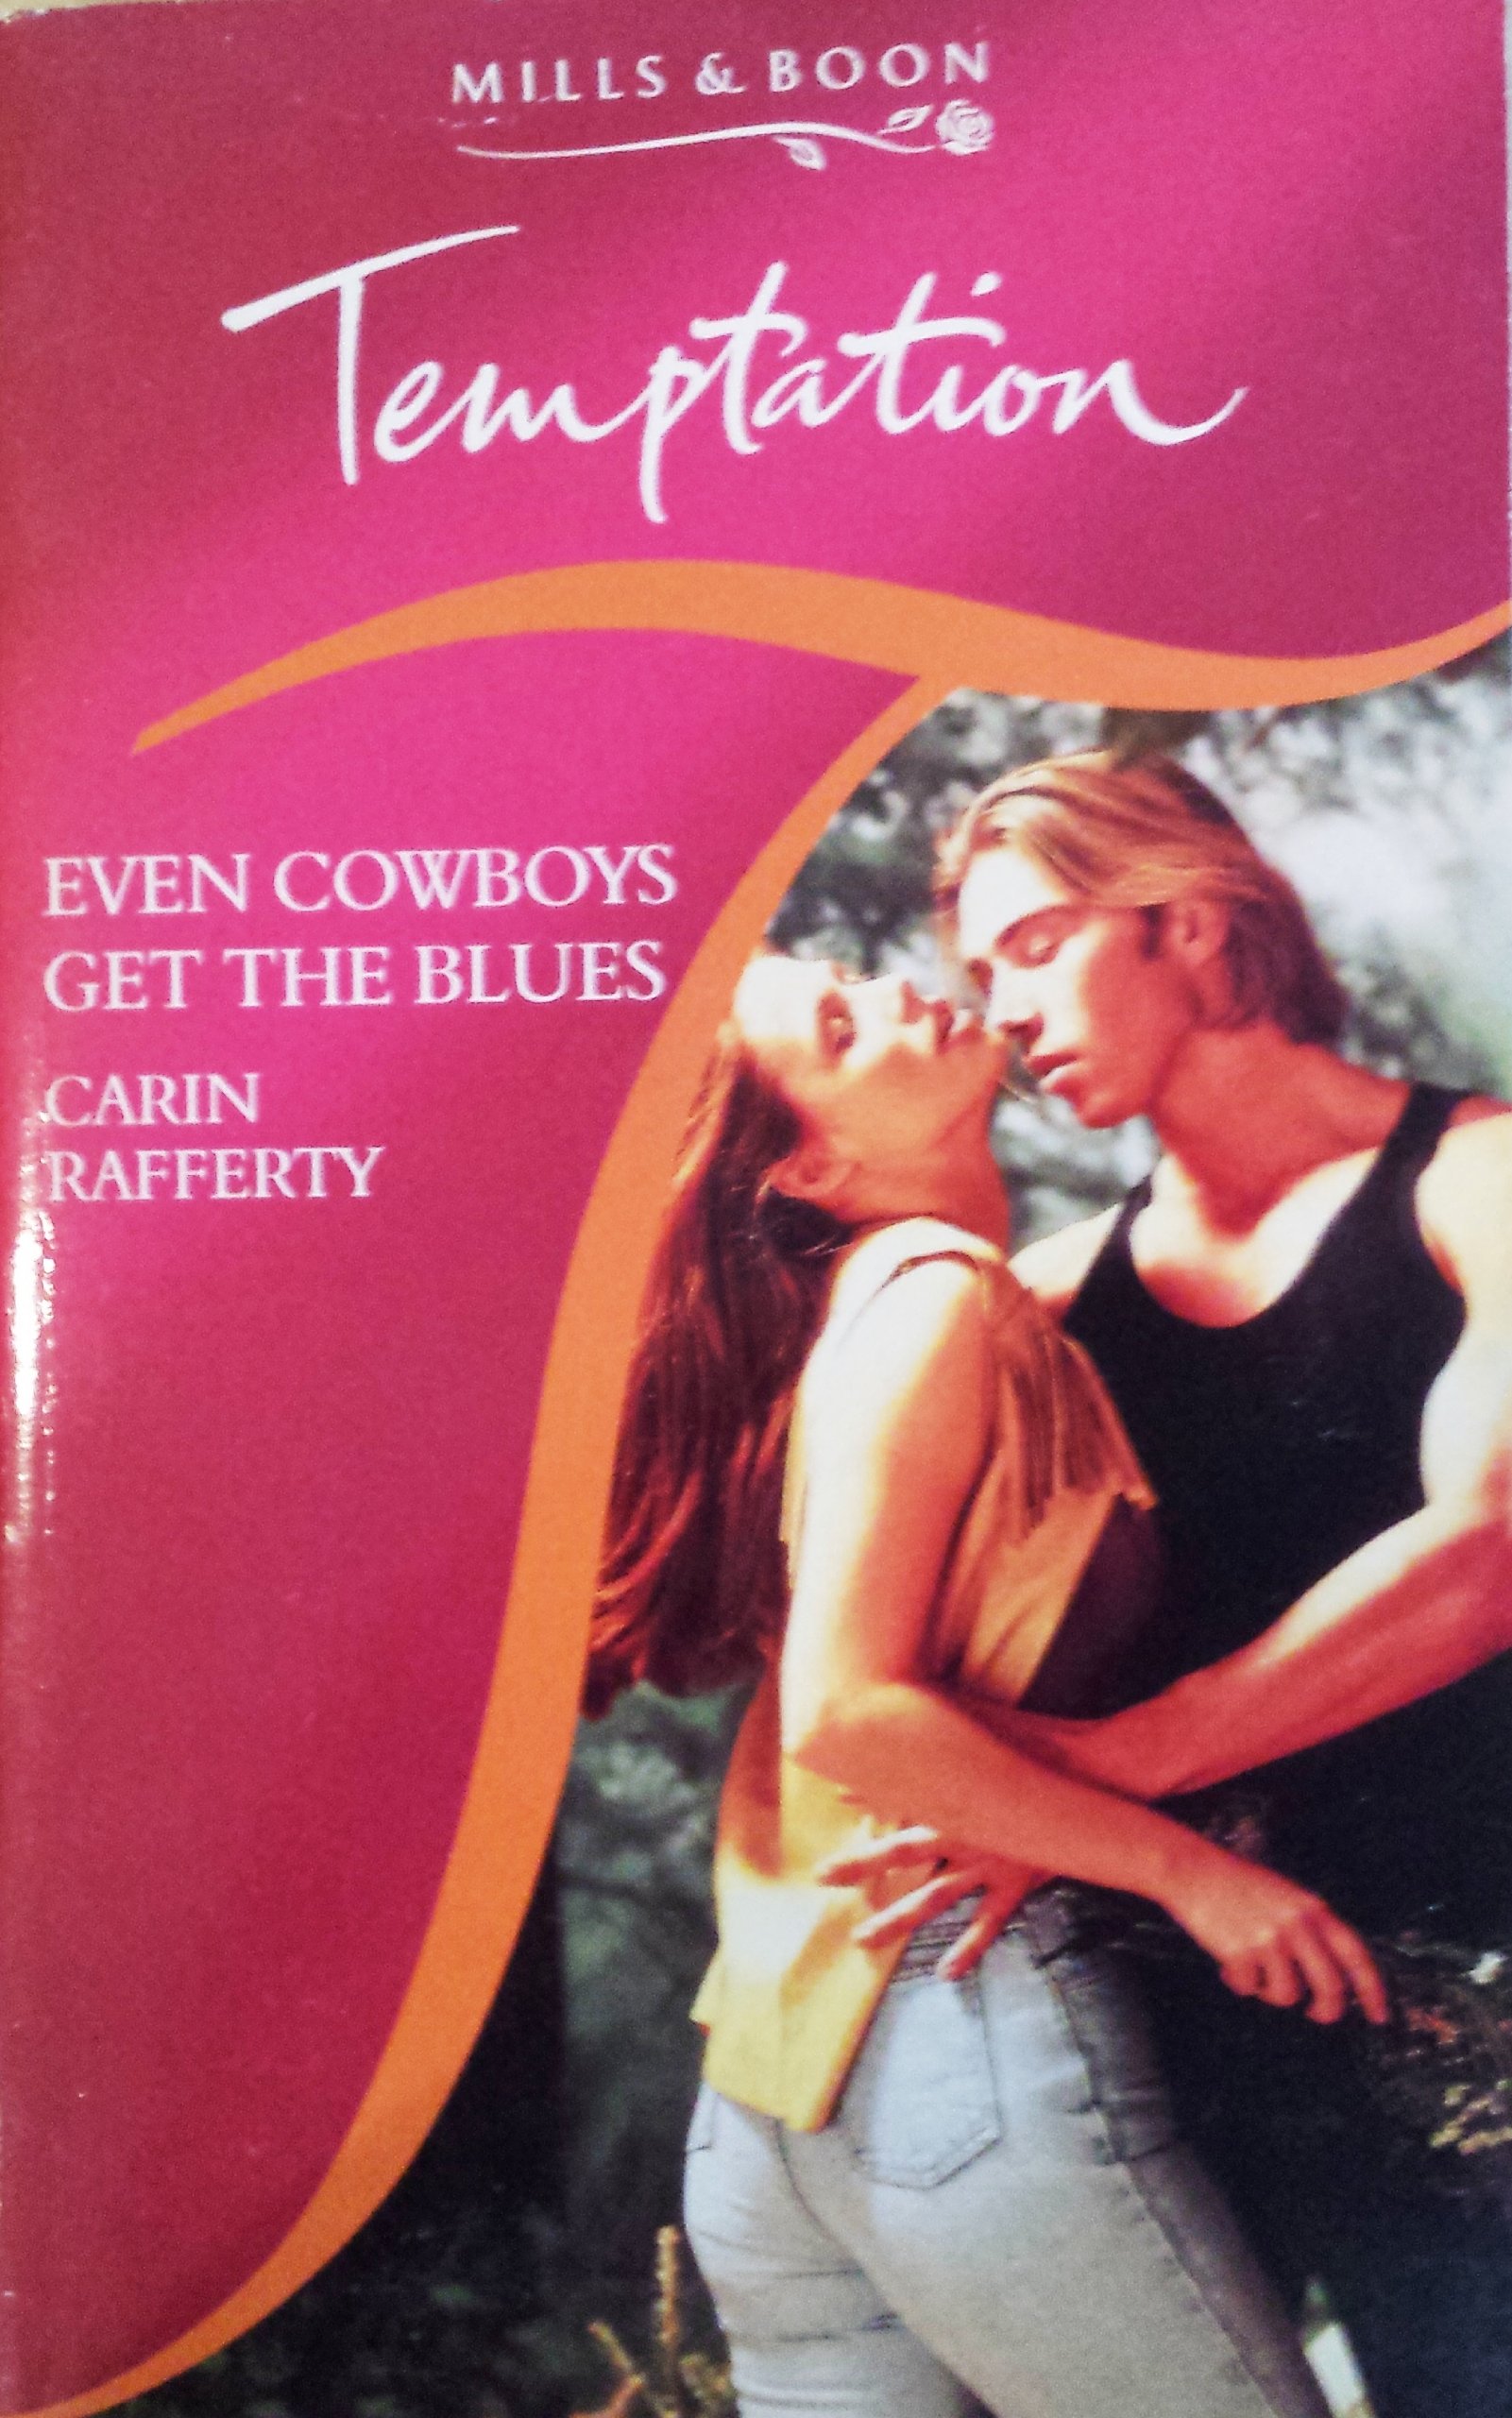 MILLS & BOON
Temptation
EVEN COWBOYS
GET THE BLUES
CARIN
RAFFERTY